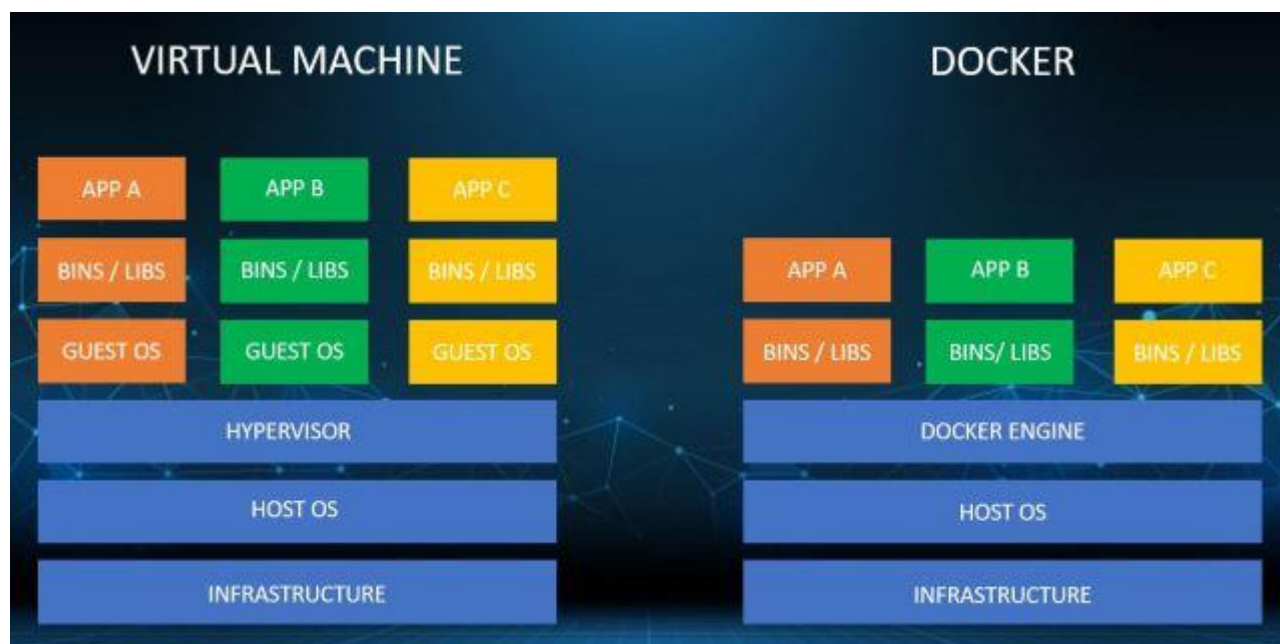 VIRTUAL MACHINE
APP A
APP B
APP C
BINS / LIBS
BINS / LIBS
BINS / LIBS
GUEST OS
GUEST OS
GUEST OS
HYPERVISOR
HOST OS
INFRASTRUCTURE
DOCKER
APP A
APP B
APP C
BINS / LIBS
BINS/ LIBS
BINS / LIBS
DOCKER ENGINE
HOST OS
INFRASTRUCTURE